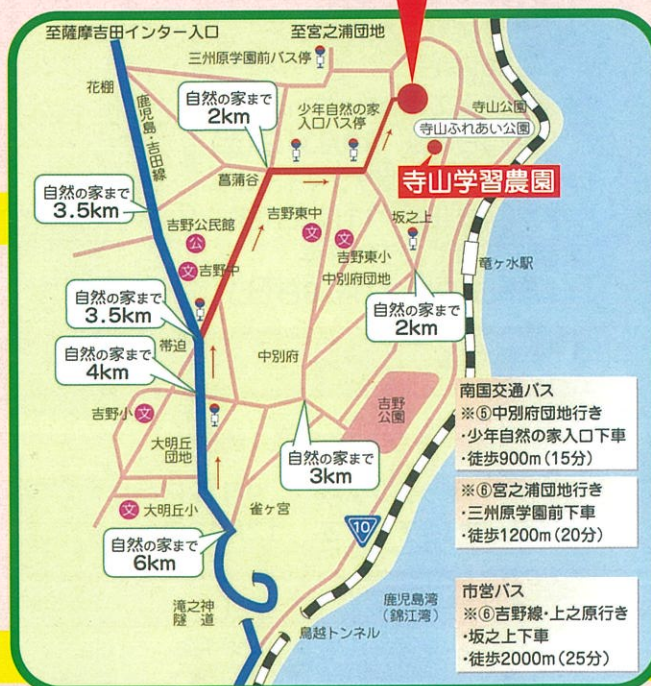 至薩摩吉田インター入口
至宮之浦団地
三州原学園前バス停
花棚
鹿児島・吉田線
自然の家まで
2km
少年自然の家
入口バス停
寺山公園
寺山ふれあい公園
寺山学習農園
菖蒲谷
自然の家まで
3.5km
吉野公民館
公
文
吉野中
吉野東中
文
文
吉野東小
坂之上
竜ヶ水駅
中別府団地
自然の家まで
3.5km
自然の家まで
2km
帯迫
中別府
自然の家まで
4km
吉野小
文
吉野
公園
大明丘
団地
自然の家まで
3km
文
大明丘小
雀ヶ宮
10
自然の家まで
6km
滝之神
隧道
鹿児島湾
(錦江湾)
鳥越トンネル
南国交通バス
※⑤中別府団地行き
・少年自然の家入口下車
・徒歩900m(15分)
※⑥宮之浦団地行き
・三州原学園前下車
・徒歩1200m(20分)
市営バス
※⑥吉野線・上之原行き
・坂之上下車
・徒歩2000m(25分)